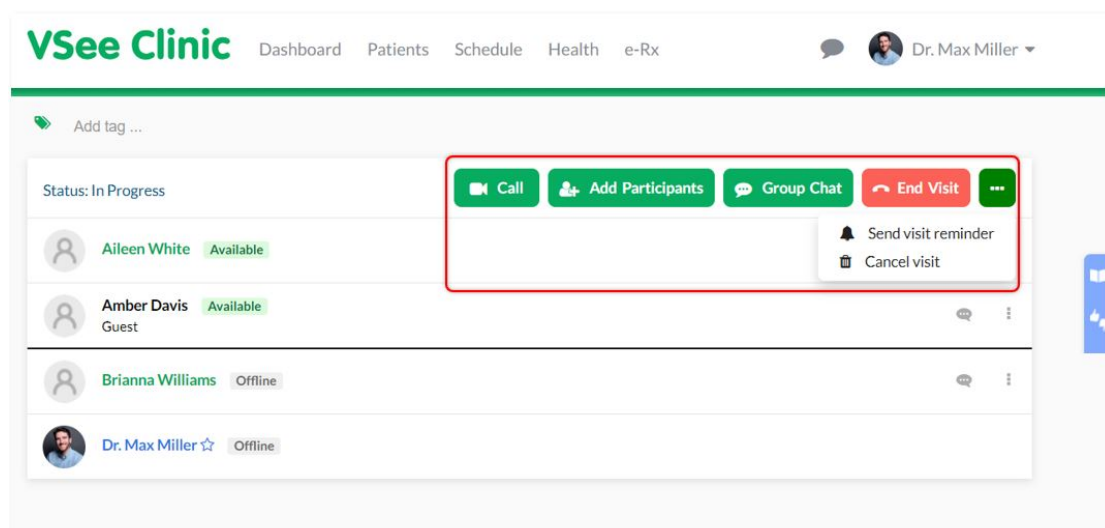 VSee Clinic Dashboard Patients Schedule Health e-Rx Dr. Max Miller
Add tag ...
Status: In Progress Call Add Participants Group Chat End Visit ...
Send visit reminder
Cancel visit
Aileen White Available
Amber Davis Available
Guest
Brianna Williams Offline
Dr. Max Miller Offline